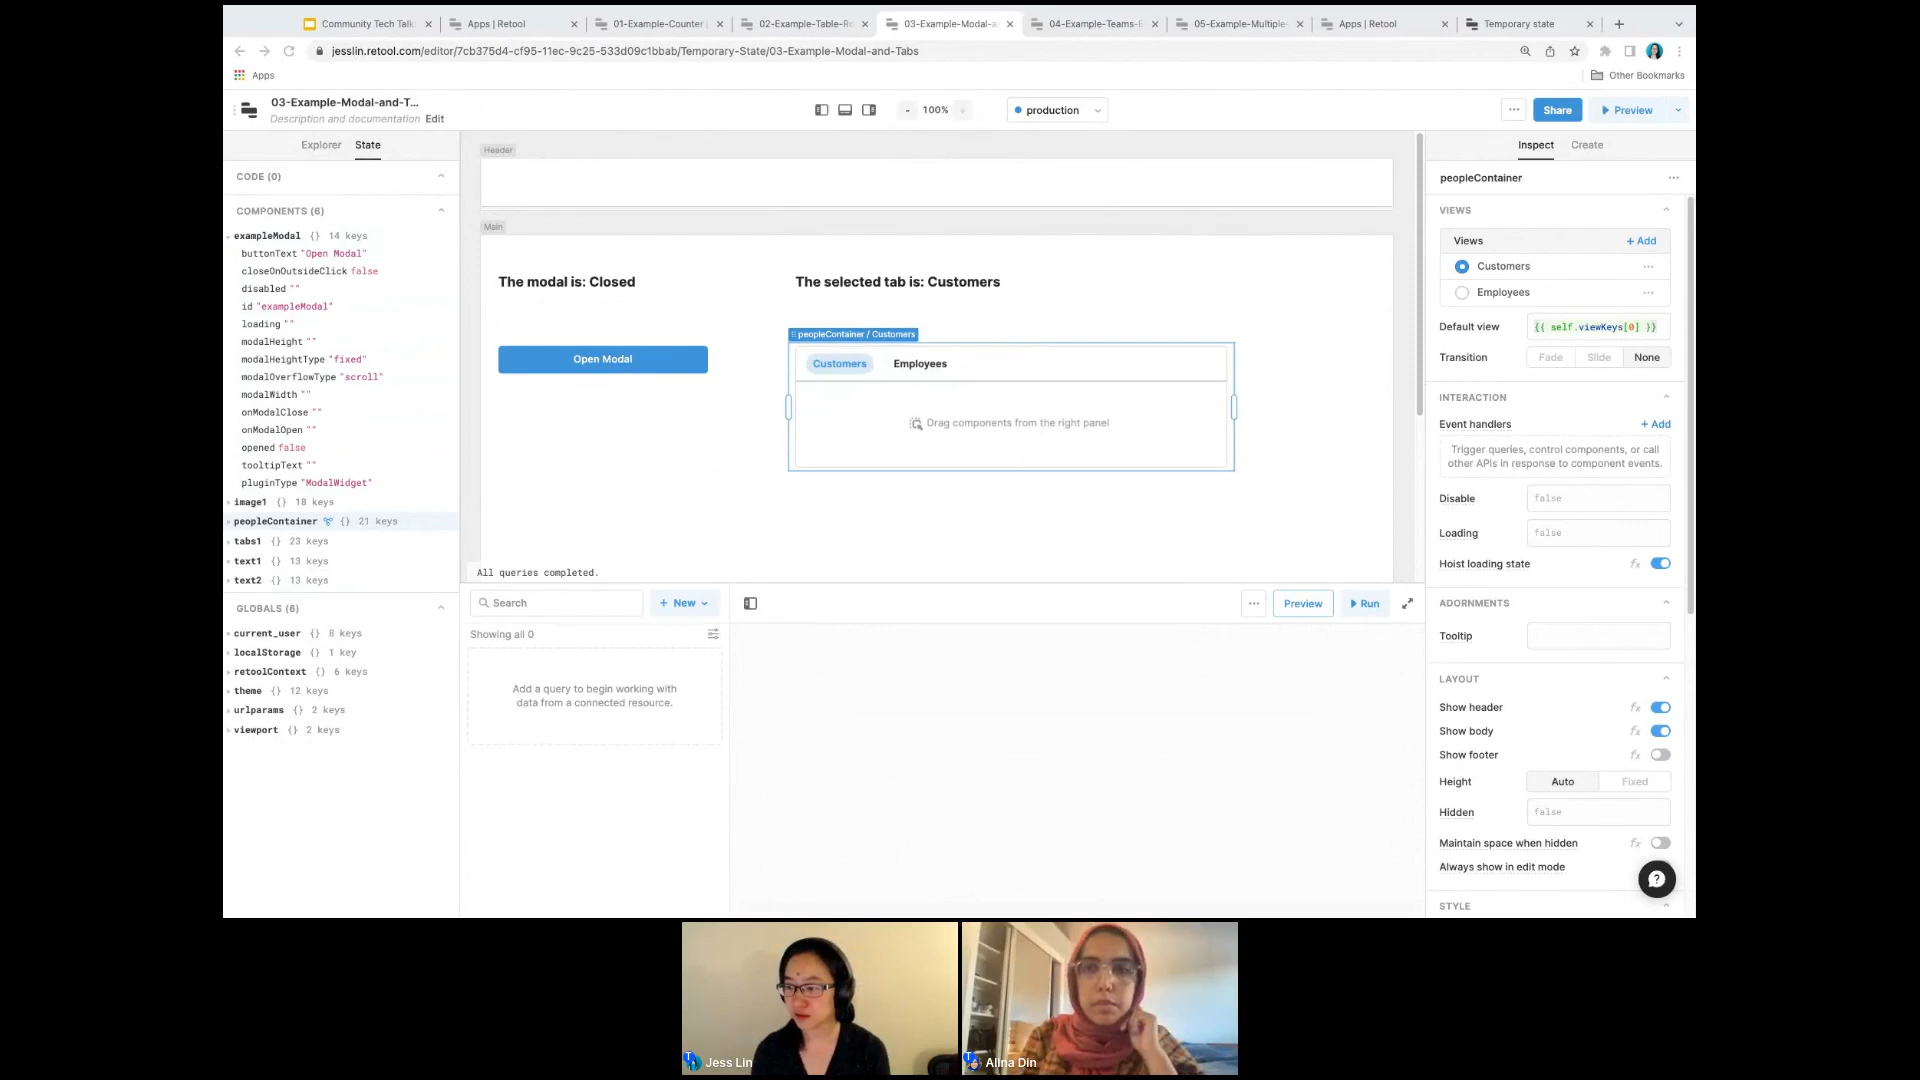 Community Tech Talk
Apps | Retool
01-Example-Counter
02-Example-Table-Ro
03-Example-Modal-a
04-Example-Teams-E
05-Example-Multiple-
Apps | Retool
Temporary state
jesslin.retool.com/editor/7cb375d4-cf95-11ec-9c25-533d09c1bbab/Temporary-State/03-Example-Modal-and-Tabs
Apps
Other Bookmarks
03-Example-Modal-and-T...
Description and documentation Edit
- 100% +
production
Share
Preview
Explorer State
CODE (0)
COMPONENTS (6)
exampleModal {} 14 keys
buttonText "Open Modal"
closeOnOutsideClick false
disabled ""
id "exampleModal"
loading ""
modalHeight ""
modalHeightType "fixed"
modalOverflowType "scroll"
modalWidth ""
onModalClose ""
onModalOpen ""
opened false
tooltipText ""
pluginType "ModalWidget"
image1 {} 18 keys
peopleContainer {} 21 keys
tabs1 {} 23 keys
text1 {} 13 keys
text2 {} 13 keys
GLOBALS (6)
current_user {} 8 keys
localStorage {} 1 key
retoolContext {} 6 keys
theme {} 12 keys
urlparams {} 2 keys
viewport {} 2 keys
Header
Main
The modal is: Closed
Open Modal
The selected tab is: Customers
peopleContainer / Customers
Customers Employees
Drag components from the right panel
All queries completed.
Search
+ New
Showing all 0
Add a query to begin working with
data from a connected resource.
Preview
Run
Inspect Create
peopleContainer
VIEWS
Views + Add
Customers
Employees
Default view {{ self.viewKeys[0] }}
Transition Fade Slide None
INTERACTION
Event handlers + Add
Trigger queries, control components, or call
other APIs in response to component events.
Disable false
Loading false
Hoist loading state fx
ADORNMENTS
Tooltip
LAYOUT
Show header fx
Show body fx
Show footer fx
Height Auto Fixed
Hidden false
Maintain space when hidden fx
Always show in edit mode
STYLE
Jess Lin
Alina Din